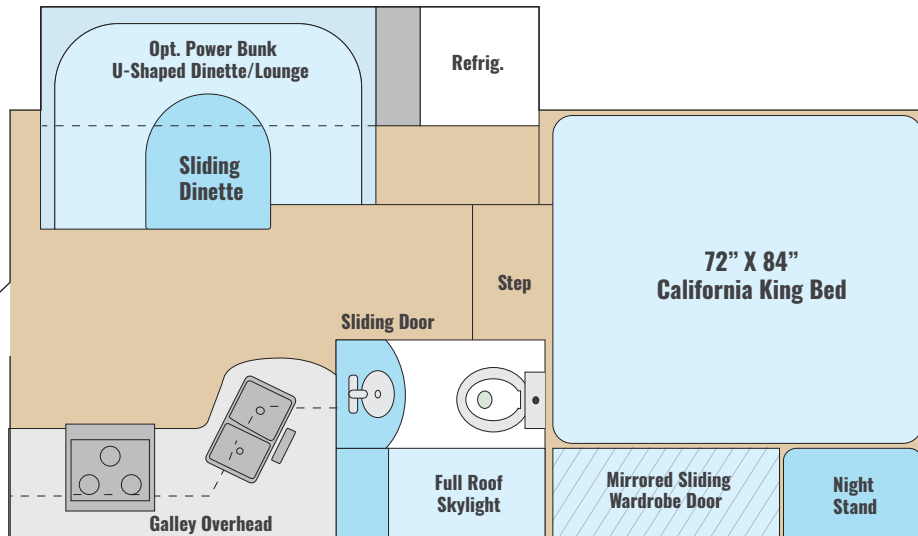 Opt. Power Bunk
U-Shaped Dinette/Lounge
Refrig.
Sliding
Dinette
72” X 84”
California King Bed
Step
Sliding Door
Full Roof
Skylight
Mirrored Sliding
Wardrobe Door
Night
Stand
Galley Overhead